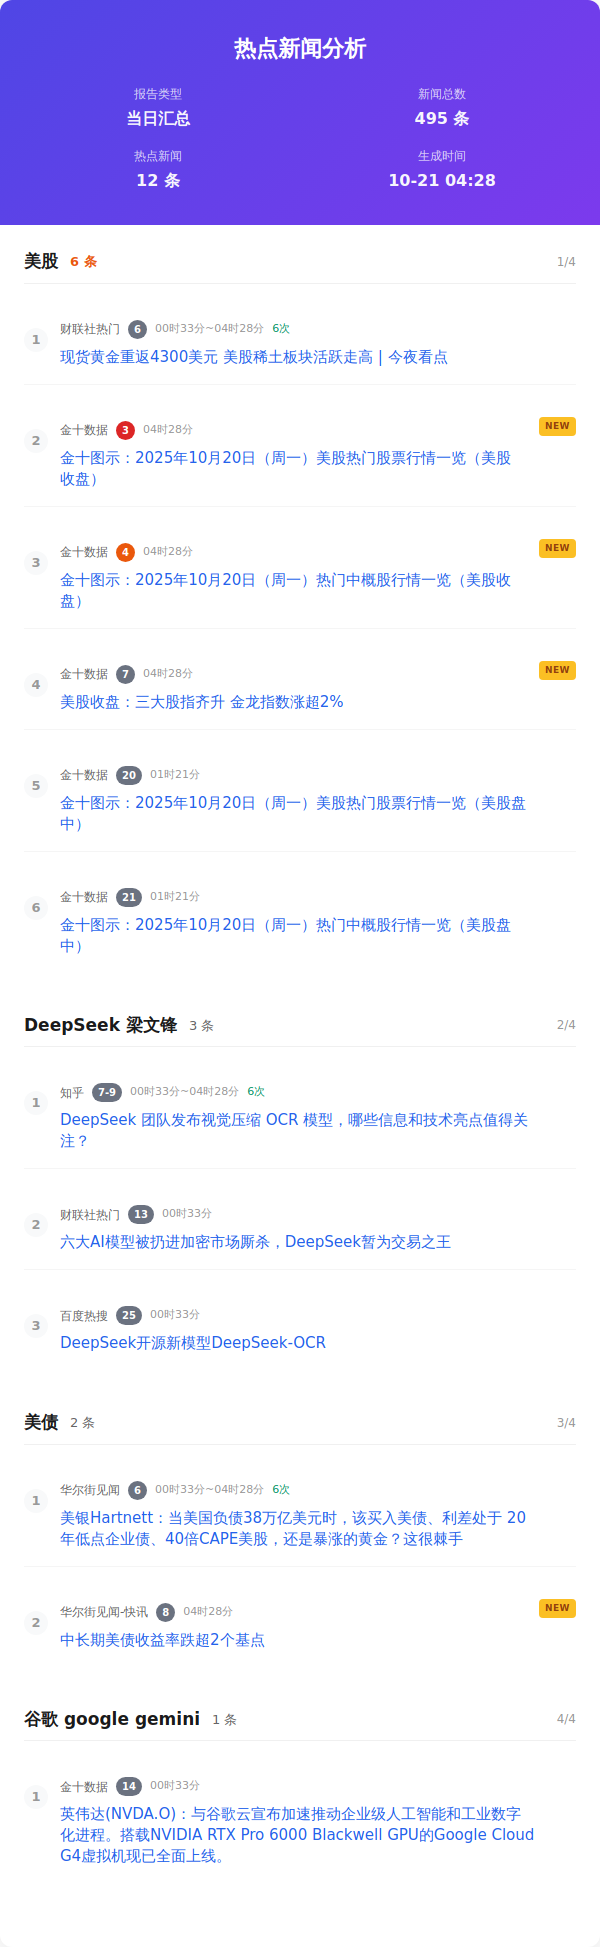 热点新闻分析
报告类型
新闻总数
当日汇总
495 条
热点新闻
生成时间
12 条
10-21 04:28
美股 6 条 1/4
1
财联社热门 6 00时33分~04时28分 6次
现货黄金重返4300美元 美股稀土板块活跃走高 | 今夜看点
2
金十数据 3 04时28分 NEW
金十图示：2025年10月20日（周一）美股热门股票行情一览（美股
收盘）
3
金十数据 4 04时28分 NEW
金十图示：2025年10月20日（周一）热门中概股行情一览（美股收
盘）
4
金十数据 7 04时28分 NEW
美股收盘：三大股指齐升 金龙指数涨超2%
5
金十数据 20 01时21分
金十图示：2025年10月20日（周一）美股热门股票行情一览（美股盘
中）
6
金十数据 21 01时21分
金十图示：2025年10月20日（周一）热门中概股行情一览（美股盘
中）
DeepSeek 梁文锋 3 条 2/4
1
知乎 7-9 00时33分~04时28分 6次
DeepSeek 团队发布视觉压缩 OCR 模型，哪些信息和技术亮点值得关
注？
2
财联社热门 13 00时33分
六大AI模型被扔进加密市场厮杀，DeepSeek暂为交易之王
3
百度热搜 25 00时33分
DeepSeek开源新模型DeepSeek-OCR
美债 2 条 3/4
1
华尔街见闻 6 00时33分~04时28分 6次
美银Hartnett：当美国负债38万亿美元时，该买入美债、利差处于 20
年低点企业债、40倍CAPE美股，还是暴涨的黄金？这很棘手
2
华尔街见闻-快讯 8 04时28分 NEW
中长期美债收益率跌超2个基点
谷歌 google gemini 1 条 4/4
1
金十数据 14 00时33分
英伟达(NVDA.O)：与谷歌云宣布加速推动企业级人工智能和工业数字
化进程。搭载NVIDIA RTX Pro 6000 Blackwell GPU的Google Cloud
G4虚拟机现已全面上线。